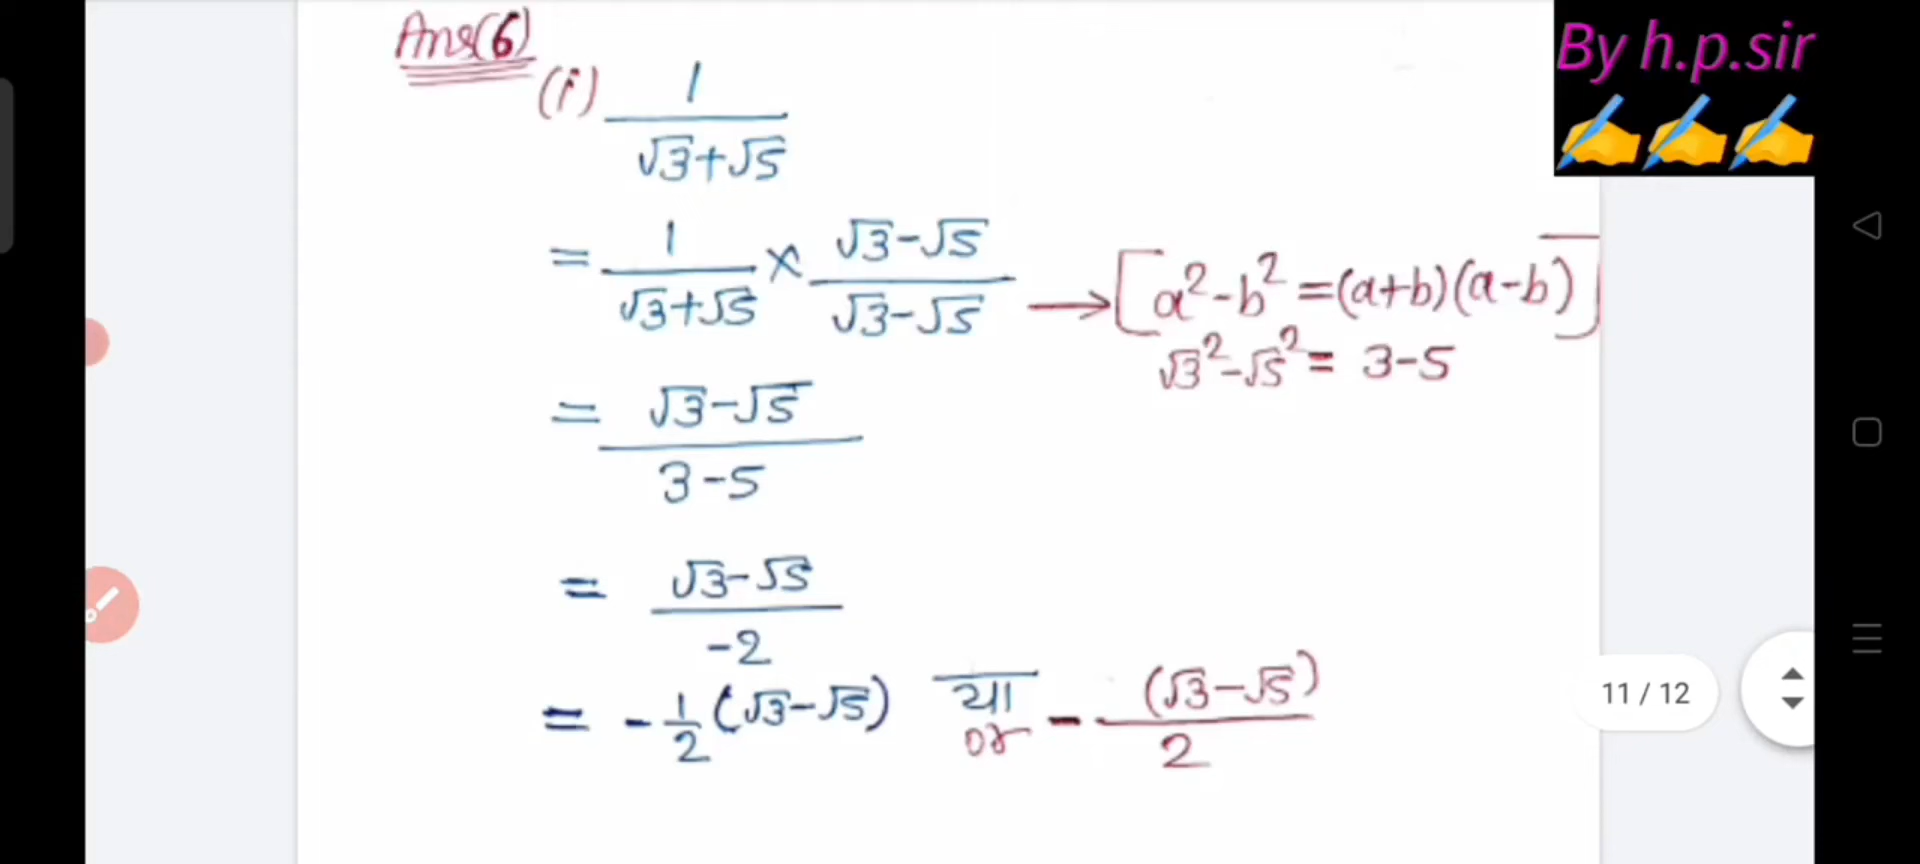 Ans(6)
(i) 1/(√3+√5)
= 1/(√3+√5) × (√3-√5)/(√3-√5) → [a²-b²=(a+b)(a-b)]
√3²-√5² = 3-5
= (√3-√5)/(3-5)
= (√3-√5)/-2
= -1/2 (√3-√5) या or - (√3-√5)/2
By h.p.sir
11 / 12